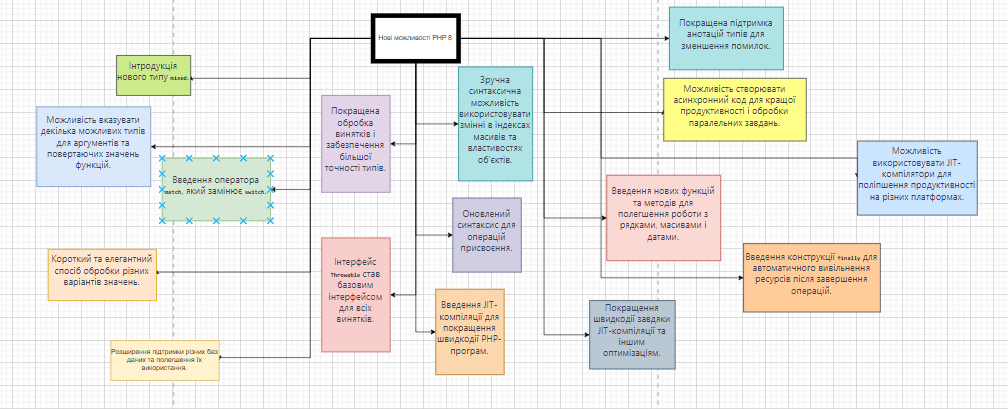 Нові можливості PHP 8
Покращена підтримка
анотацій типів для
зменшення помилок.
Інтродукція
нового типу mixed.
Зручна
синтаксична
можливість
використовувати
змінні в індексах
масивів та
властивостях
об'єктів.
Можливість створювати
асинхронний код для кращої
продуктивності і обробки
паралельних завдань.
Можливість вказувати
декілька можливих типів
для аргументів та
повертаючих значень
функцій.
Покращена
обробка
винятків і
забезпечення
більшої
точності типів.
Можливість
використовувати JIT-
компілятори для
поліпшення продуктивності
на різних платформах.
Введення оператора
match, який замінює switch.
Введення нових функцій
та методів для
полегшення роботи з
рядками, масивами і
датами.
Оновлений
синтаксис для
операцій
присвоєння.
Короткий та елегантний
спосіб обробки різних
варіантів значень.
Інтерфейс
Throwable став
базовим
інтерфейсом
для всіх
винятків.
Введення конструкції finally для
автоматичного вивільнення
ресурсів після завершення
операцій.
Введення JIT-
компіляції для
покращення
швидкодії PHP-
програм.
Покращення
швидкодії завдяки
JIT-компіляції та
іншим
оптимізаціям.
Розширення підтримки різних баз
даних та полегшення їх
використання.